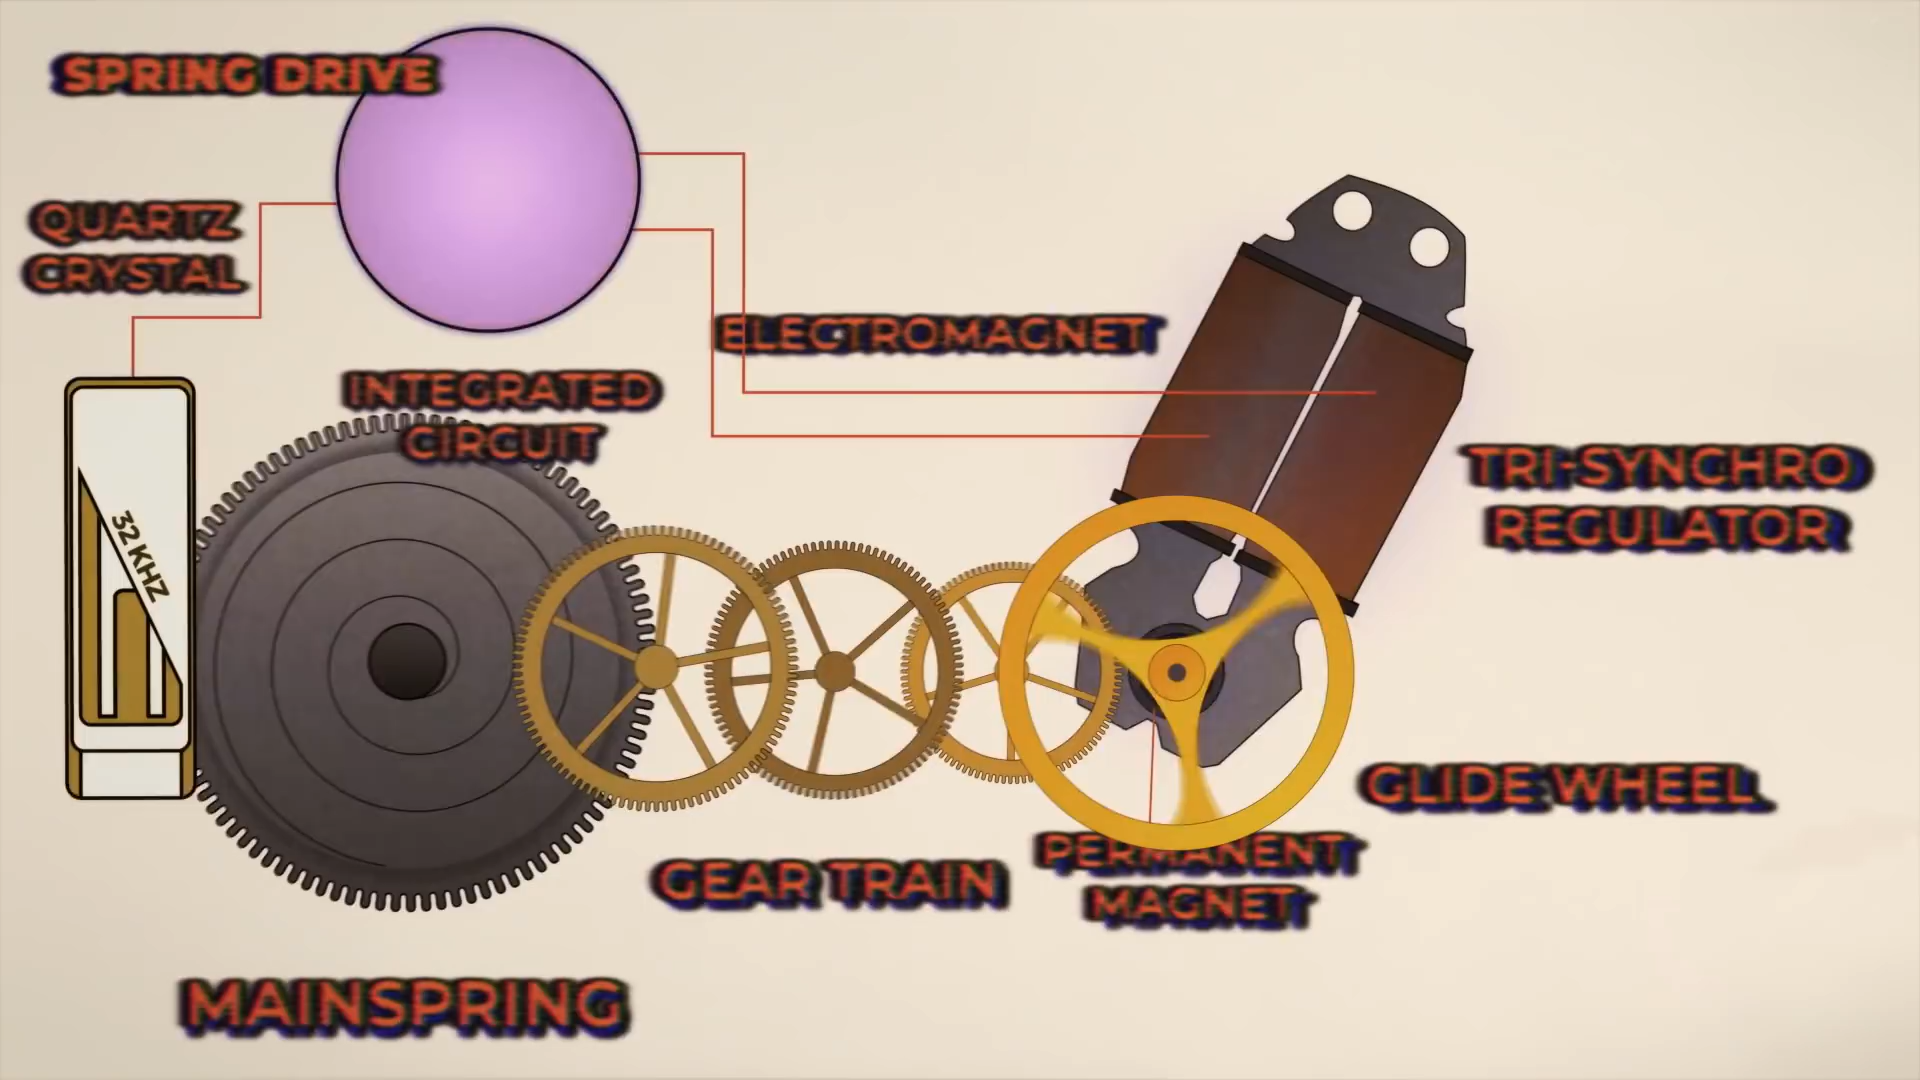 SPRING DRIVE
QUARTZ
CRYSTAL
INTEGRATED
CIRCUIT
ELECTROMAGNET
TRI-SYNCHRO
REGULATOR
32 KHZ
GLIDE WHEEL
GEAR TRAIN
PERMANENT
MAGNET
MAINSPRING